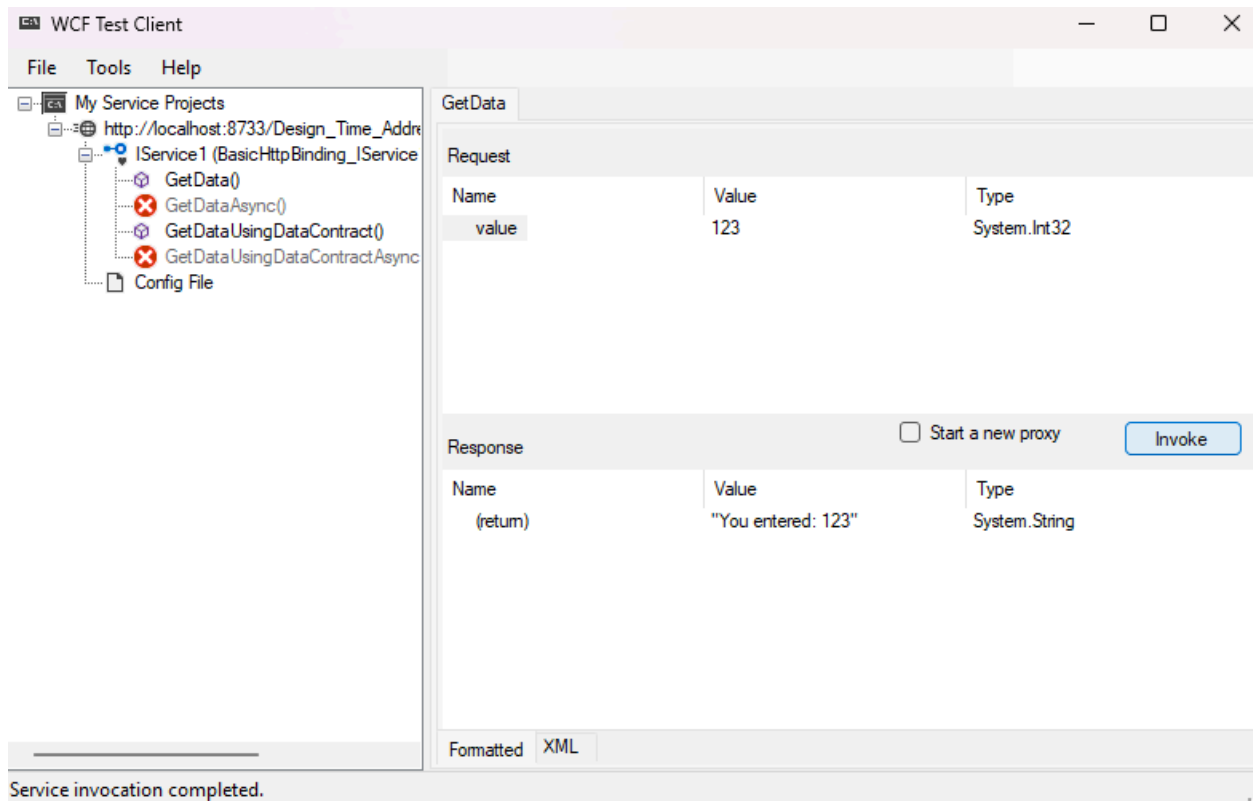 WCF Test Client
File Tools Help
My Service Projects
http://localhost:8733/Design_Time_Addre
IService1 (BasicHttpBinding_IService
GetData()
GetDataAsync()
GetDataUsingDataContract()
GetDataUsingDataContractAsync
Config File
GetData
Request
Name Value Type
value 123 System.Int32
Response
Start a new proxy
Invoke
Name Value Type
(return) "You entered: 123" System.String
Formatted XML
Service invocation completed.